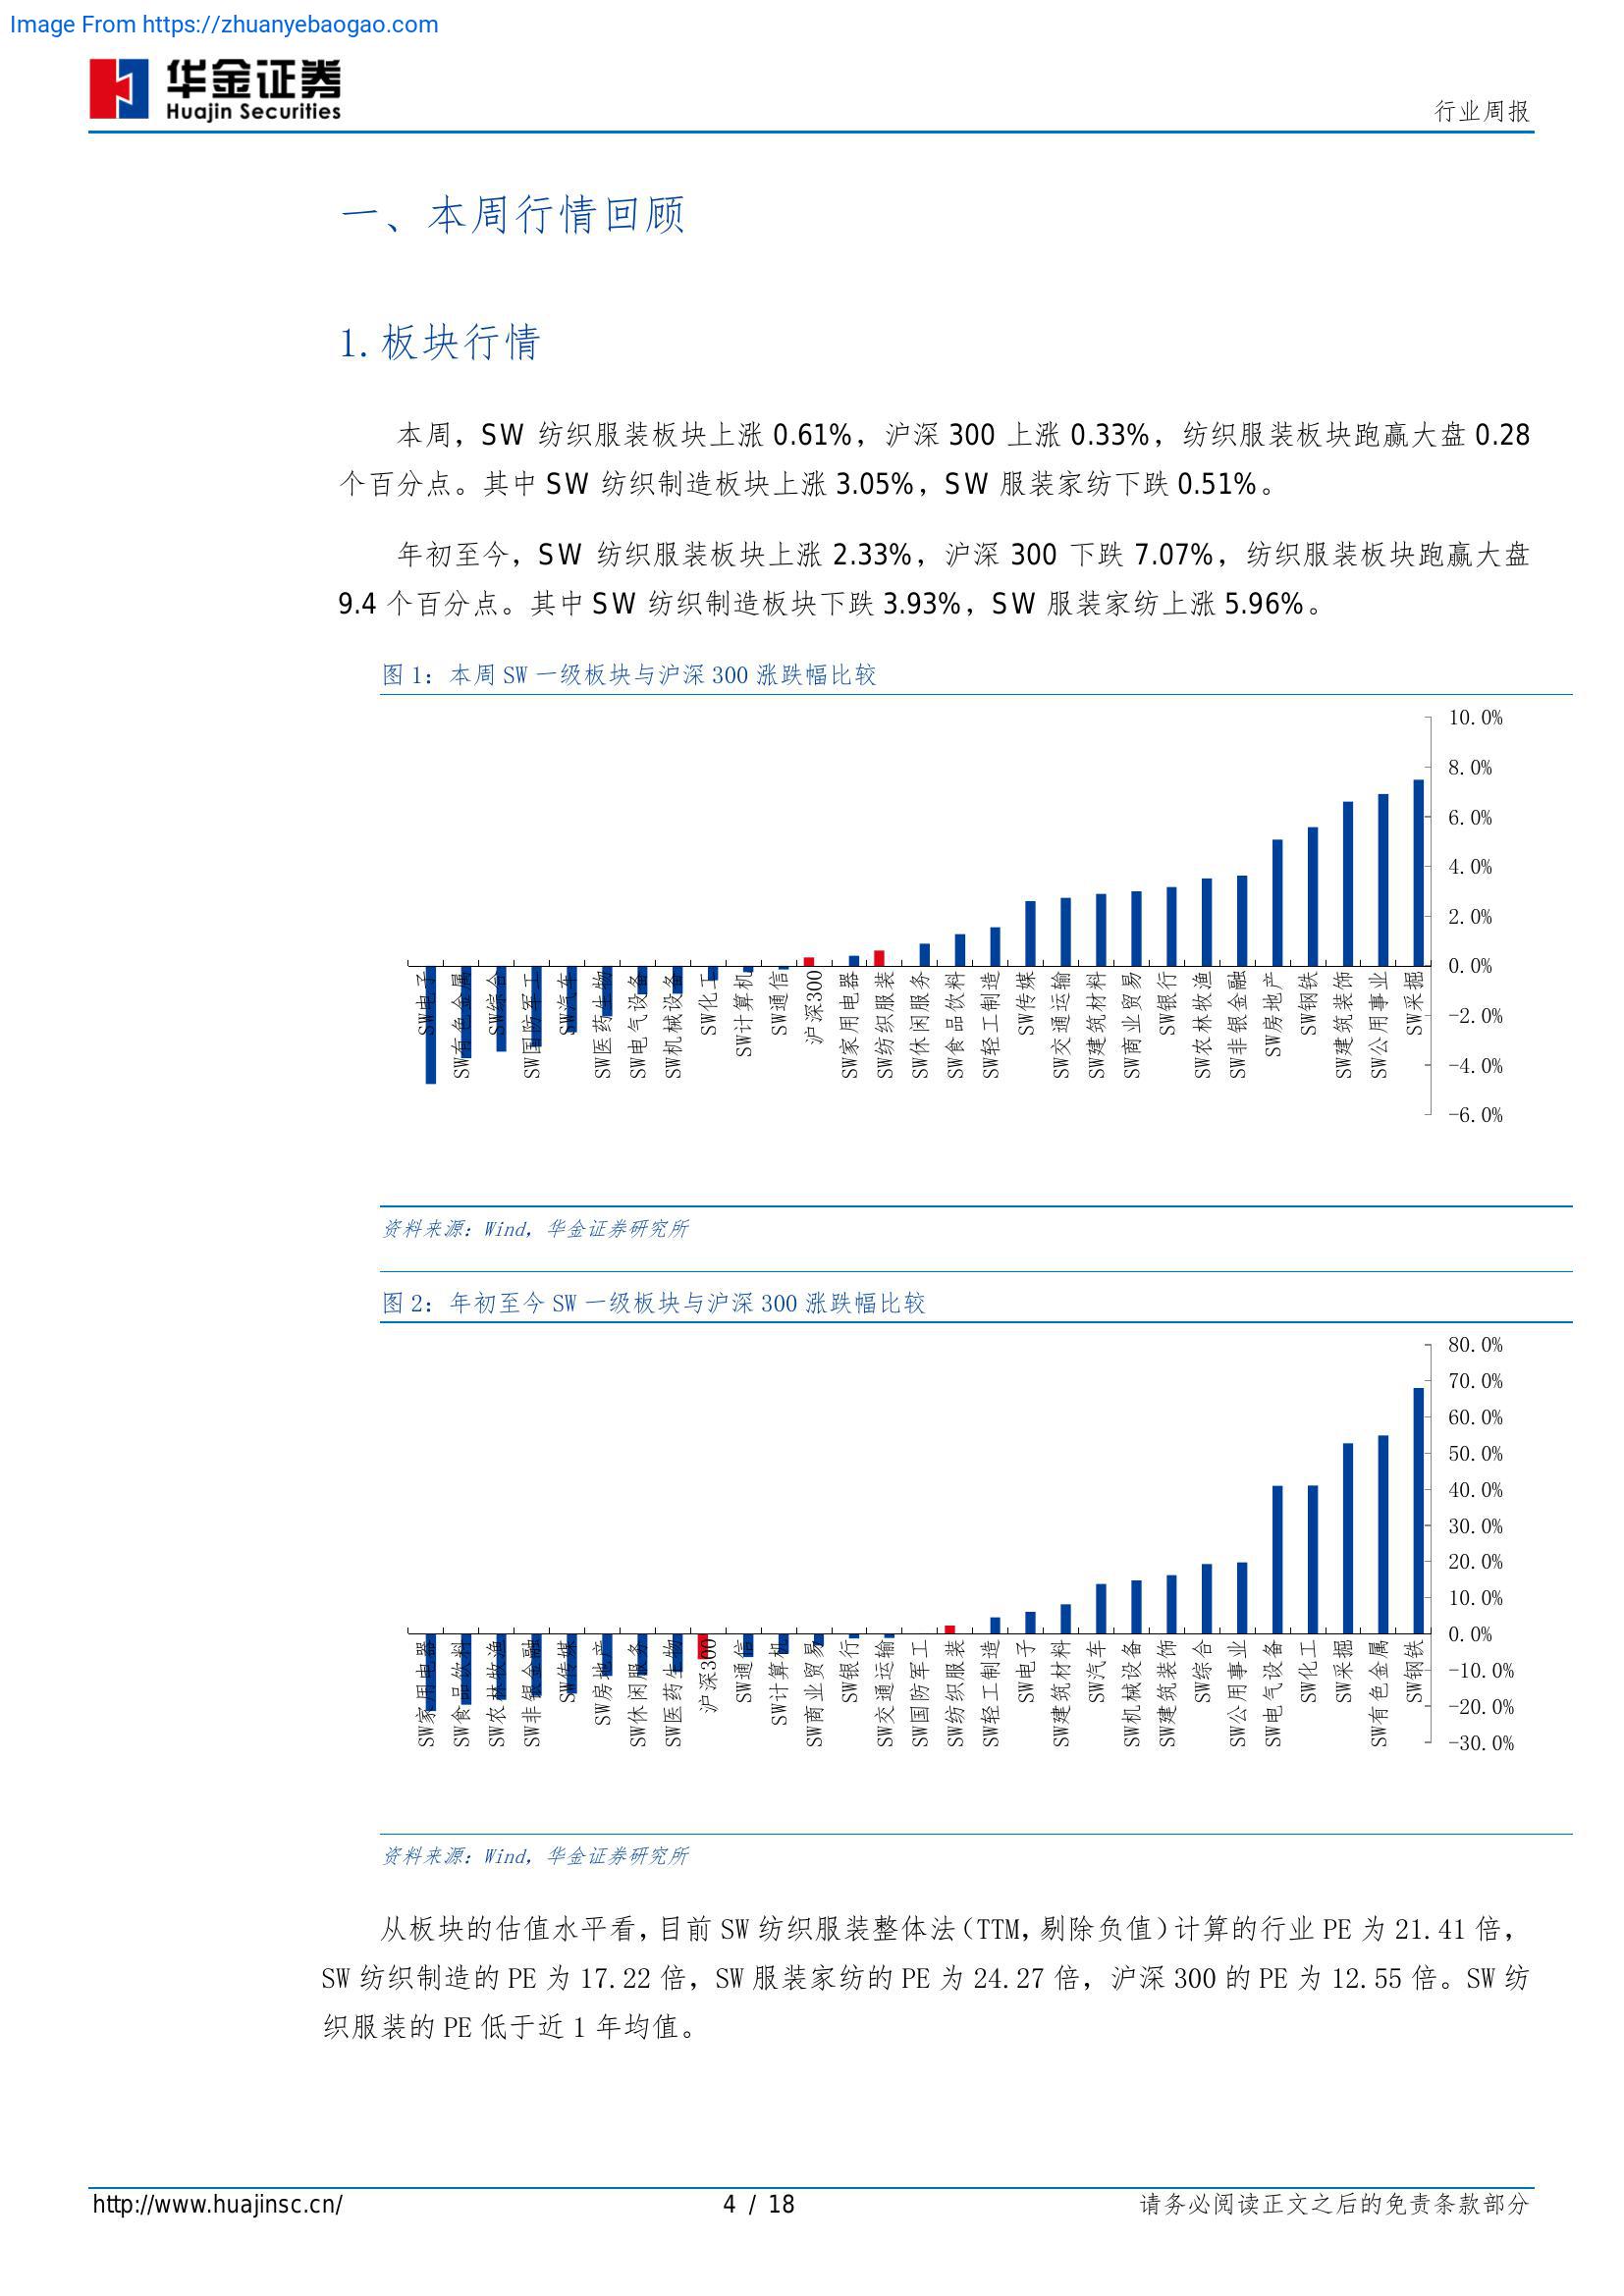 Image From https://zhuanyebaogao.com
华金证券
Huajin Securities
行业周报
一、本周行情回顾
1.板块行情
本周，SW 纺织服装板块上涨 0.61%，沪深 300 上涨 0.33%，纺织服装板块跑赢大盘 0.28
个百分点。其中 SW 纺织制造板块上涨 3.05%，SW 服装家纺下跌 0.51%。
年初至今，SW 纺织服装板块上涨 2.33%，沪深 300 下跌 7.07%，纺织服装板块跑赢大盘
9.4 个百分点。其中 SW 纺织制造板块下跌 3.93%，SW 服装家纺上涨 5.96%。
图 1：本周 SW 一级板块与沪深 300 涨跌幅比较
10.0%
8.0%
6.0%
4.0%
2.0%
0.0%
-2.0%
-4.0%
-6.0%
SW电子
SW有色金属
SW综合
SW国防军工
SW汽车
SW医药生物
SW电气设备
SW机械设备
SW化工
SW计算机
SW通信
沪深300
SW家用电器
SW纺织服装
SW休闲服务
SW食品饮料
SW轻工制造
SW传媒
SW交通运输
SW建筑材料
SW商业贸易
SW银行
SW农林牧渔
SW非银金融
SW房地产
SW钢铁
SW建筑装饰
SW公用事业
SW采掘
资料来源：Wind，华金证券研究所
图 2：年初至今 SW 一级板块与沪深 300 涨跌幅比较
80.0%
70.0%
60.0%
50.0%
40.0%
30.0%
20.0%
10.0%
0.0%
-10.0%
-20.0%
-30.0%
SW家用电器
SW食品饮料
SW农林牧渔
SW非银金融
SW传媒
SW房地产
SW休闲服务
SW医药生物
沪深300
SW通信
SW计算机
SW商业贸易
SW银行
SW交通运输
SW国防军工
SW纺织服装
SW轻工制造
SW电子
SW建筑材料
SW汽车
SW机械设备
SW建筑装饰
SW综合
SW公用事业
SW电气设备
SW化工
SW采掘
SW有色金属
SW钢铁
资料来源：Wind，华金证券研究所
从板块的估值水平看，目前 SW 纺织服装整体法（TTM，剔除负值）计算的行业 PE 为 21.41 倍，
SW 纺织制造的 PE 为 17.22 倍，SW 服装家纺的 PE 为 24.27 倍，沪深 300 的 PE 为 12.55 倍。SW 纺
织服装的 PE 低于近 1 年均值。
http://www.huajinsc.cn/
4 / 18
请务必阅读正文之后的免责条款部分